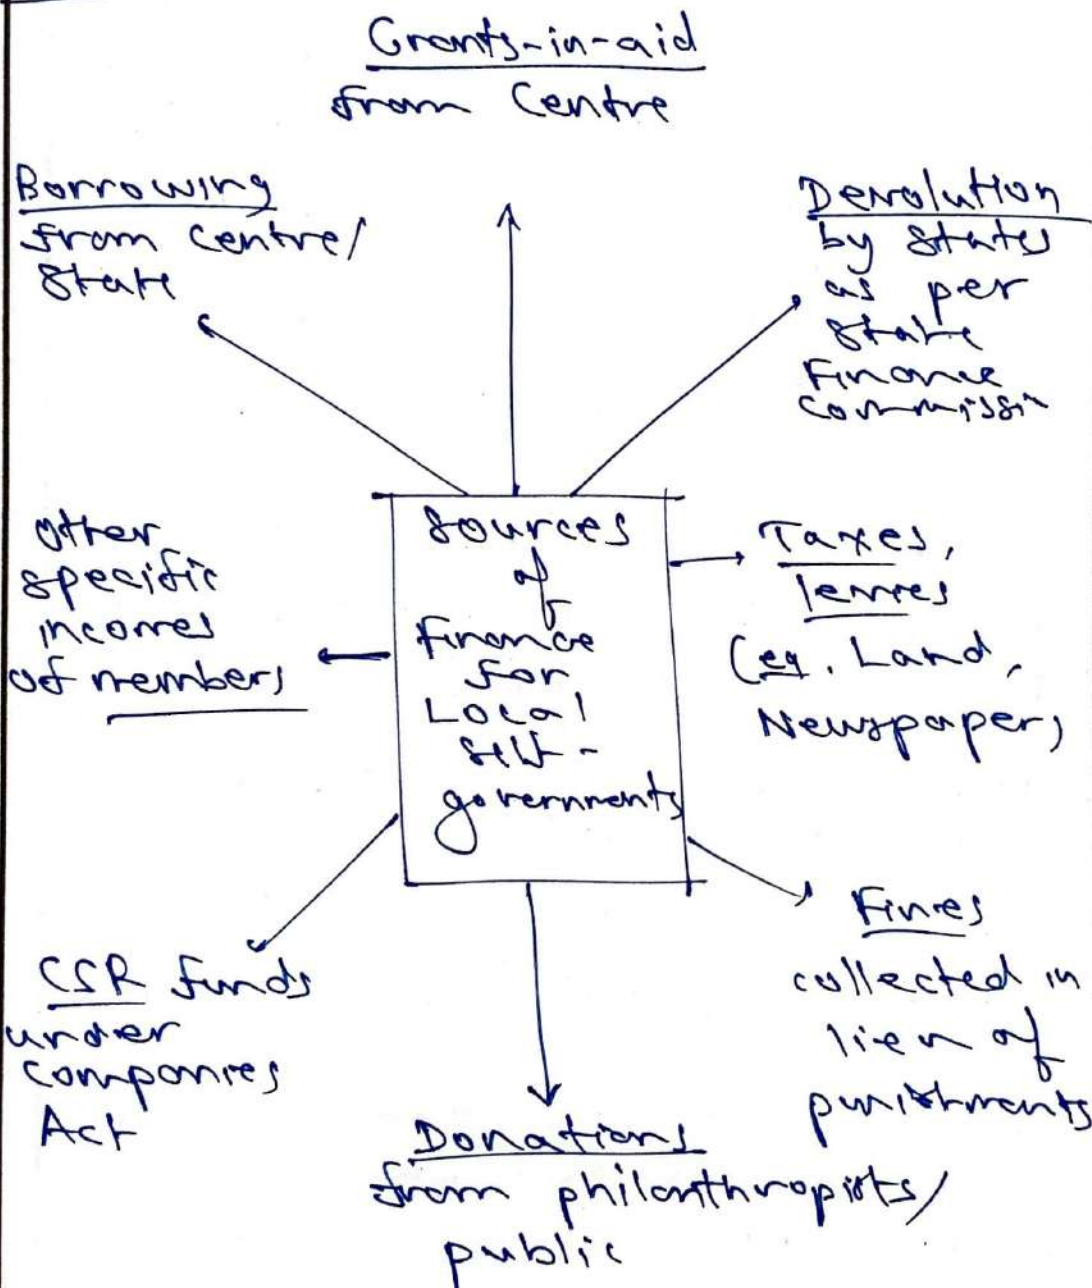 Grants-in-aid
from Centre
Borrowing
from Centre/
State
Devolution
by States
as per
State
Finance
Commissin
Sources
of
Finance
for
Local
Self-
governments
Taxes,
levies
(eg. Land,
Newspaper)
Other
specific
incomes
of members
Fines
collected in
lieu of
punishments
CSR funds
under
Companies
Act
Donations
from philanthropists/
public